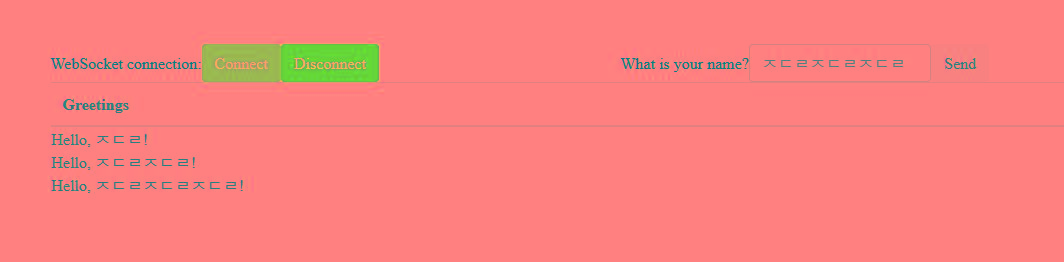 WebSocket connection: Connect Disconnect What is your name? ㅈㄷㄹㅈㄷㄹㅈㄷㄹ Send
Greetings
Hello, ㅈㄷㄹ!
Hello, ㅈㄷㄹㅈㄷㄹ!
Hello, ㅈㄷㄹㅈㄷㄹㅈㄷㄹ!